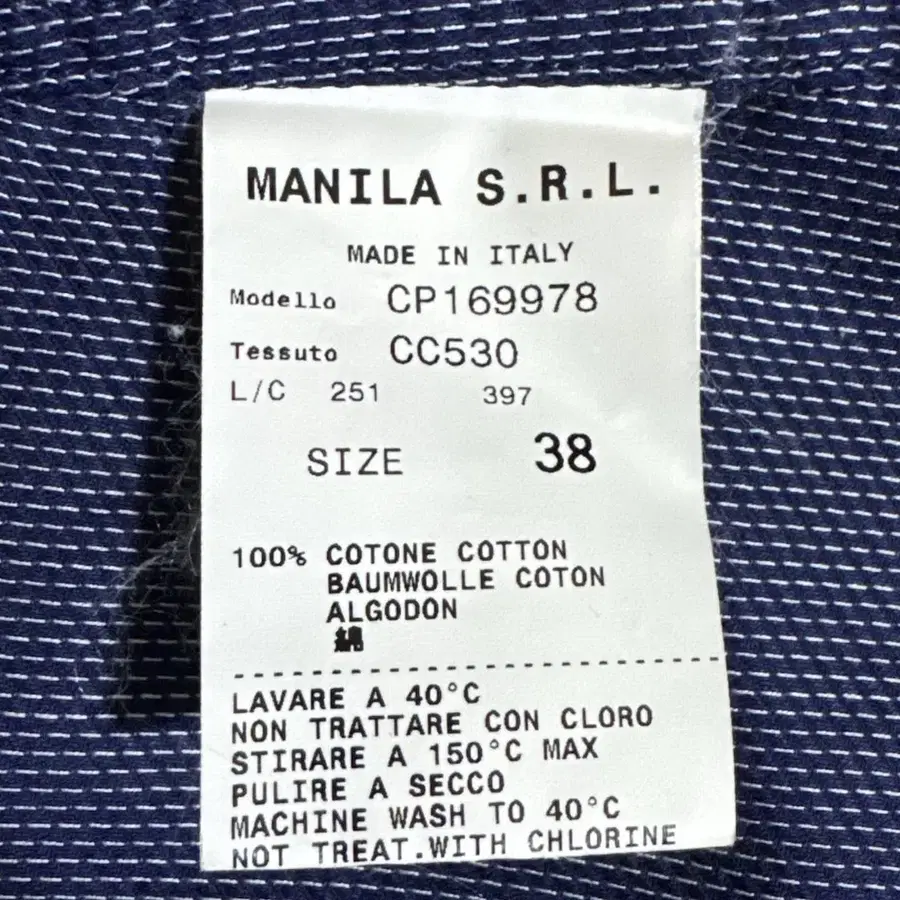 MANILA S.R.L.
MADE IN ITALY
Modello CP169978
Tessuto CC530
L/C 251 397
SIZE 38
100% COTONE COTTON
BAUMWOLLE COTON
ALGODON
LAVARE A 40°C
NON TRATTARE CON CLORO
STIRARE A 150°C MAX
PULIRE A SECCO
MACHINE WASH TO 40°C
NOT TREAT.WITH CHLORINE